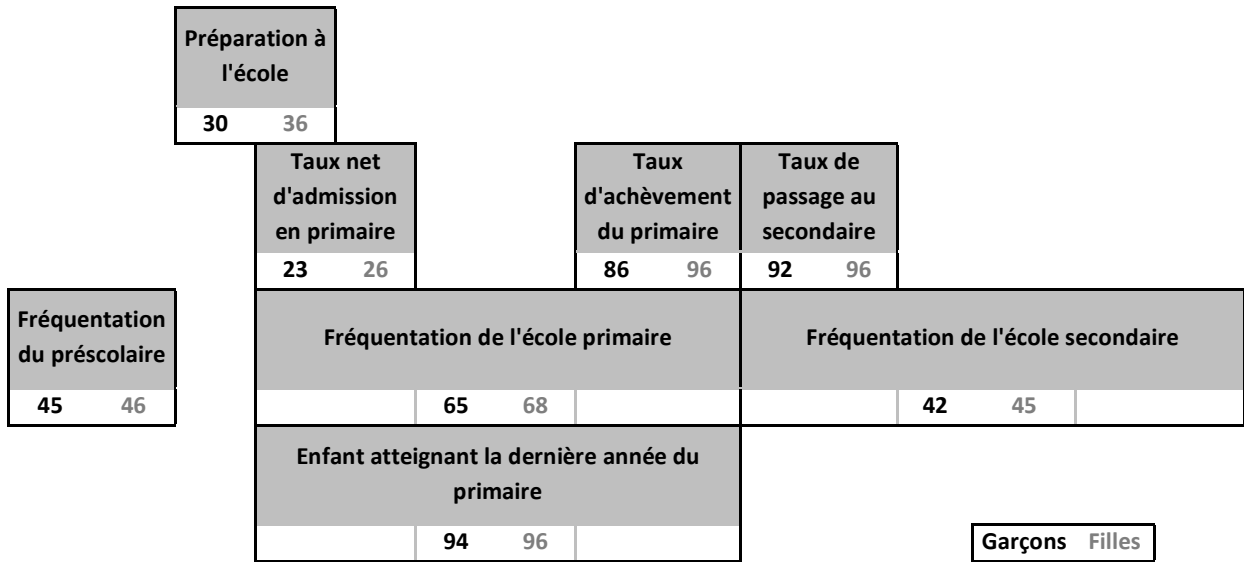 Préparation à
l'école
30 36
Taux net
d'admission
en primaire
23 26
Taux
d'achèvement
du primaire
86 96
Taux de
passage au
secondaire
92 96
Fréquentation
du préscolaire
45 46
Fréquentation de l'école primaire
65 68
Fréquentation de l'école secondaire
42 45
Enfant atteignant la dernière année du
primaire
94 96
Garçons Filles